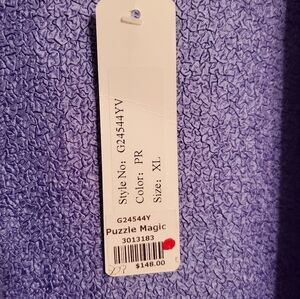 Style No: G24544YV
Color: PR
Size: XL
G24544Y
Puzzle Magic
3013183
$148.00